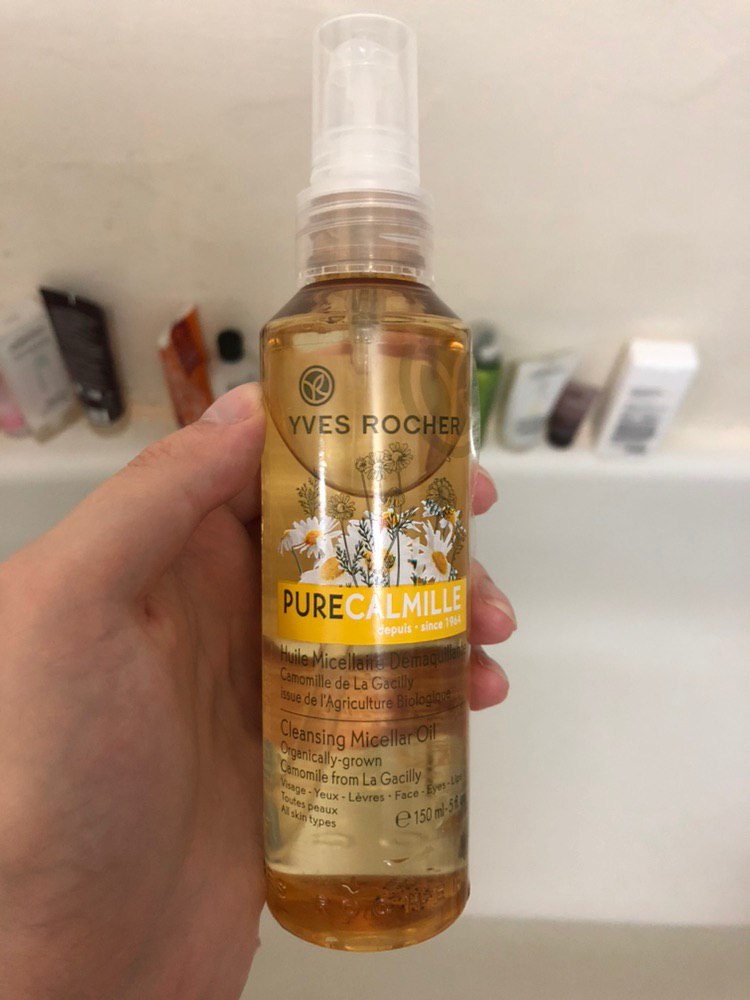 YVES ROCHER
PURECALMILLE
depuis • since 1964
Huile Micellaire Démaquillante
Camomille de La Gacilly
issue de l'Agriculture Biologique
Cleansing Micellar Oil
Organically-grown
Camomile from La Gacilly
Visage - Yeux - Lèvres • Face - Eyes - Lips
Toutes peaux
All skin types
℮ 150 ml - 5 fl.